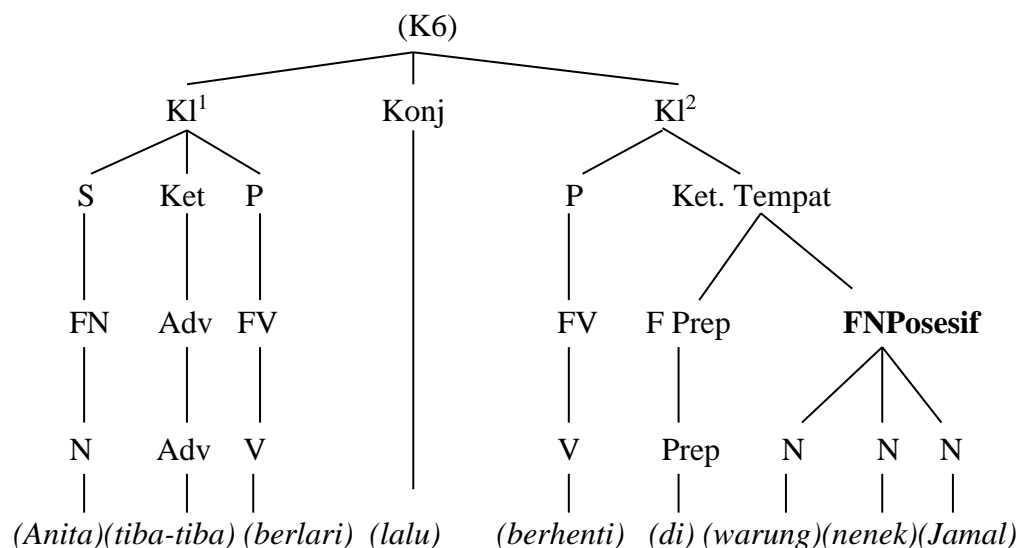 (K6)
Kl¹ Konj Kl²
S Ket P P Ket. Tempat
FN Adv FV FV F Prep FNPosesif
N Adv V V Prep N N N
(Anita)(tiba-tiba) (berlari) (lalu) (berhenti) (di) (warung)(nenek)(Jamal)